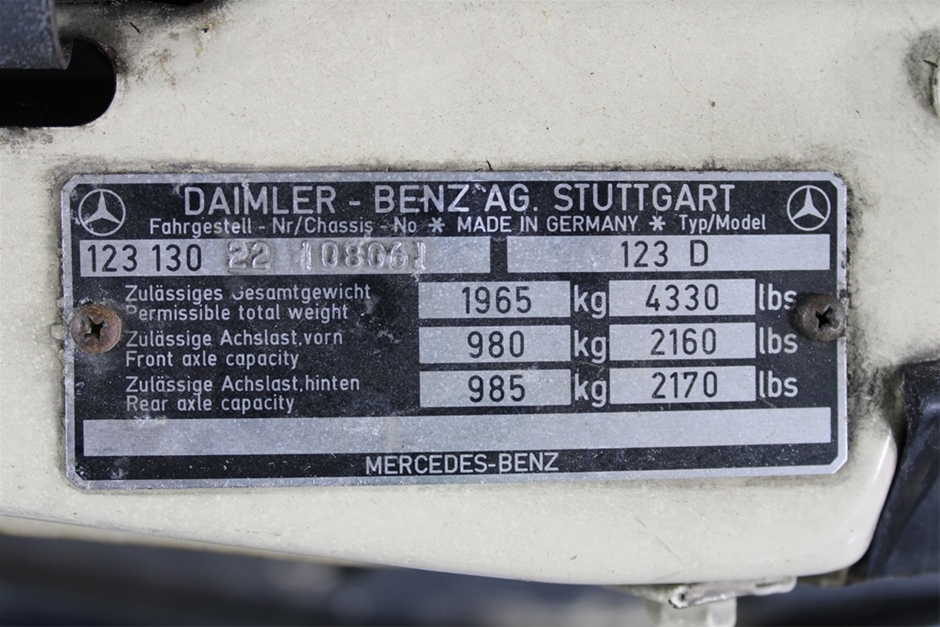 DAIMLER - BENZ AG. STUTTGART
Fahrgestell - Nr/Chassis - No * MADE IN GERMANY * Typ/Model
123 130 22 108061 123 D
Zulässiges Gesamtgewicht
Permissible total weight 1965 kg 4330 lbs
Zulässige Achslast, vorn
Front axle capacity 980 kg 2160 lbs
Zulässige Achslast, hinten
Rear axle capacity 985 kg 2170 lbs
MERCEDES-BENZ